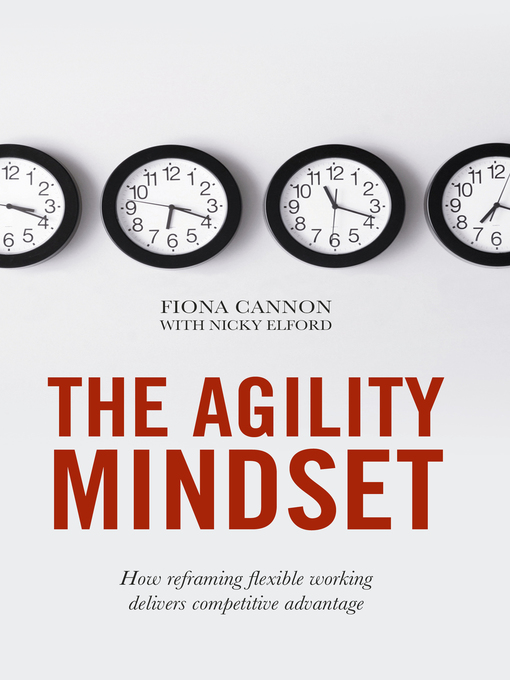 FIONA CANNON
WITH NICKY ELFORD
THE AGILITY
MINDSET
How reframing flexible working
delivers competitive advantage